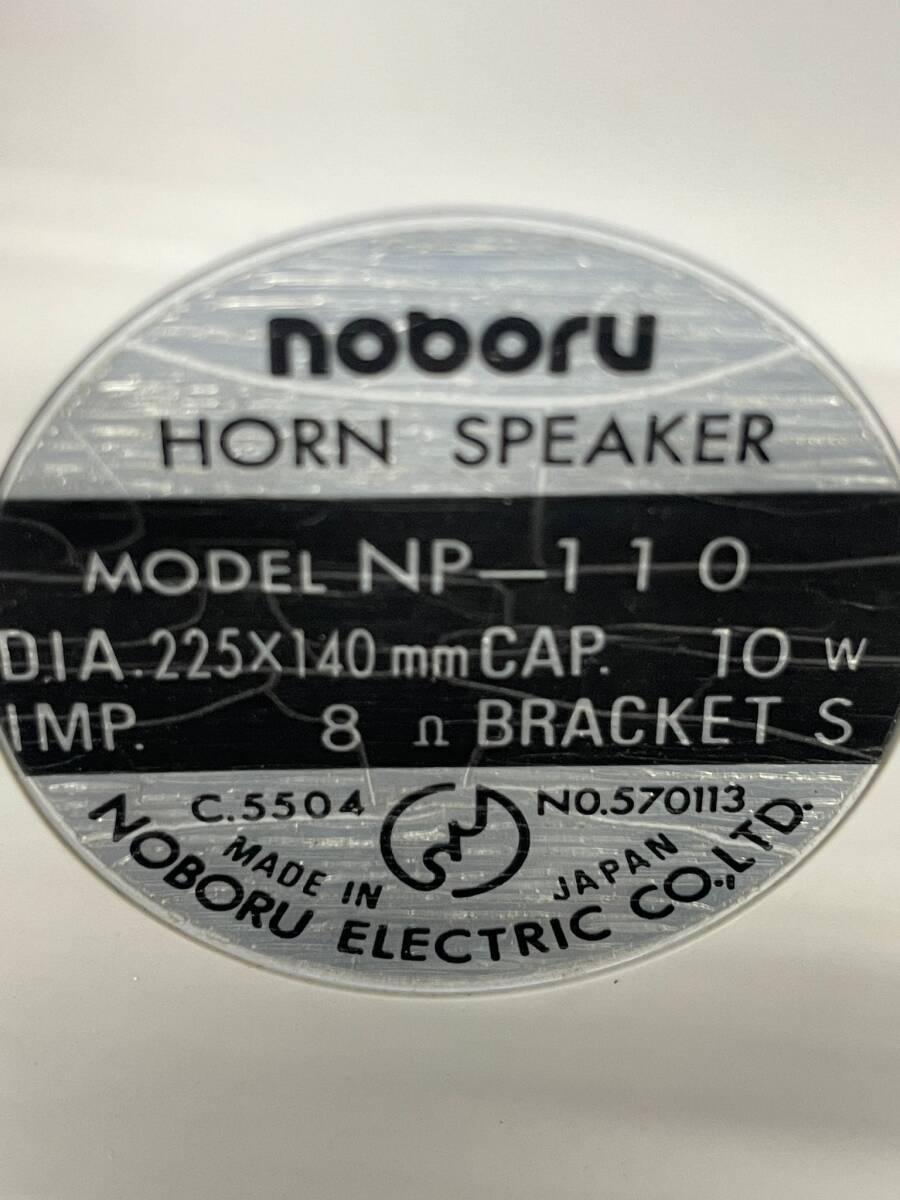 noboru
HORN SPEAKER
MODEL NP-110
DIA. 225X140 mm CAP. 10 W
IMP. 8 Ω BRACKET S
C.5504 NO.570113
MADE IN JAPAN
NOBORU ELECTRIC CO.,LTD.